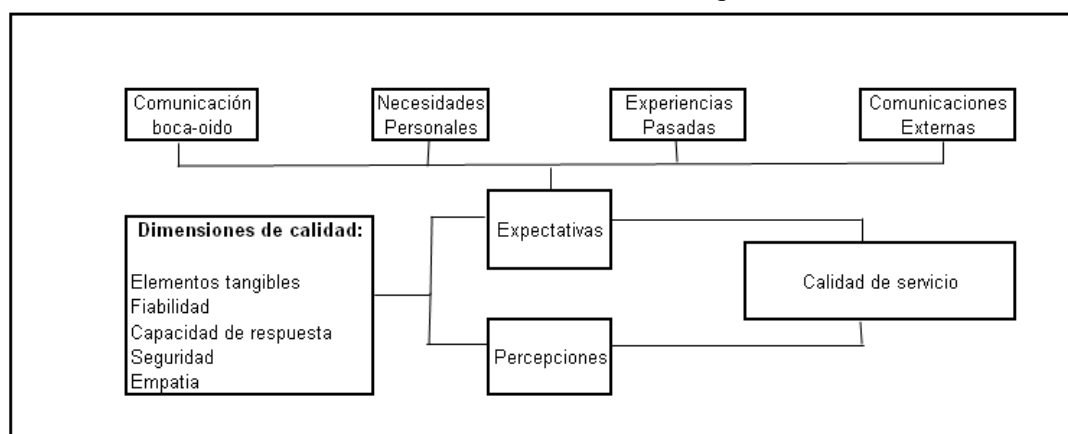 Comunicación
boca-oido
Necesidades
Personales
Experiencias
Pasadas
Comunicaciones
Externas
Dimensiones de calidad:
Elementos tangibles
Fiabilidad
Capacidad de respuesta
Seguridad
Empatia
Expectativas
Percepciones
Calidad de servicio